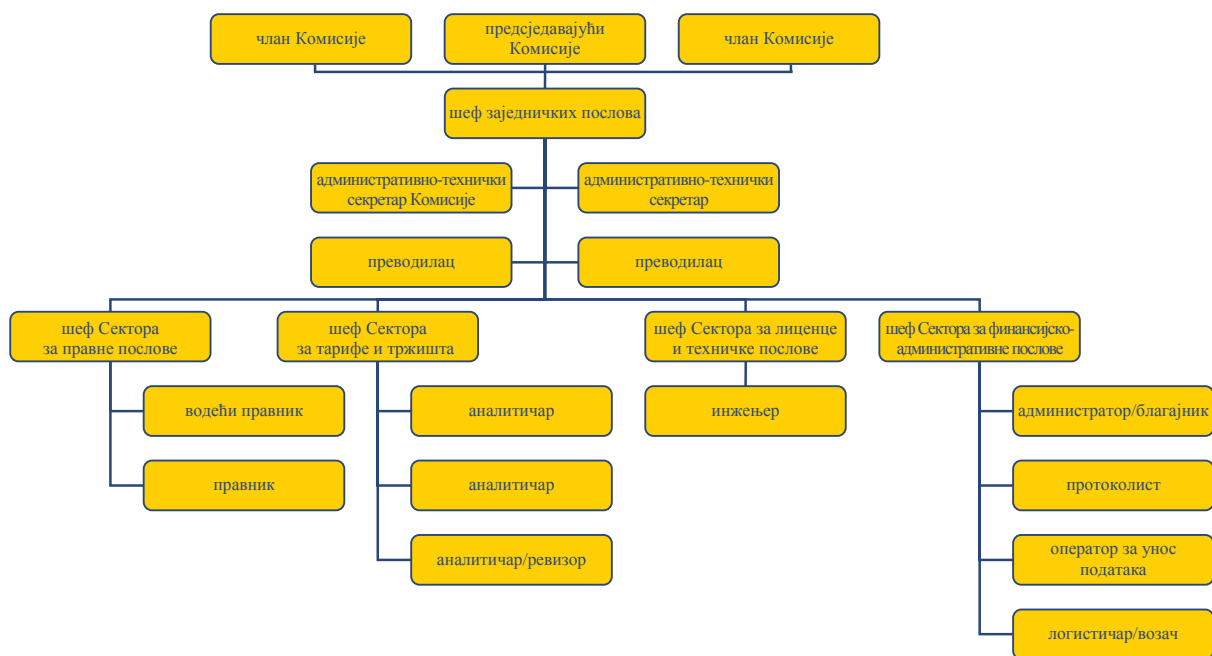 члан Комисије
предсједавајући
Комисије
члан Комисије
шеф заједничких послова
административно-технички
секретар Комисије
административно-технички
секретар
преводилац
преводилац
шеф Сектора
за правне послове
шеф Сектора
за тарифе и тржишта
шеф Сектора за лиценце
и техничке послове
шеф Сектора за финансијско-
административне послове
водећи правник
аналитичар
инжењер
администратор/благајник
правник
аналитичар
протоколист
аналитичар/ревизор
оператор за унос
података
логистичар/возач